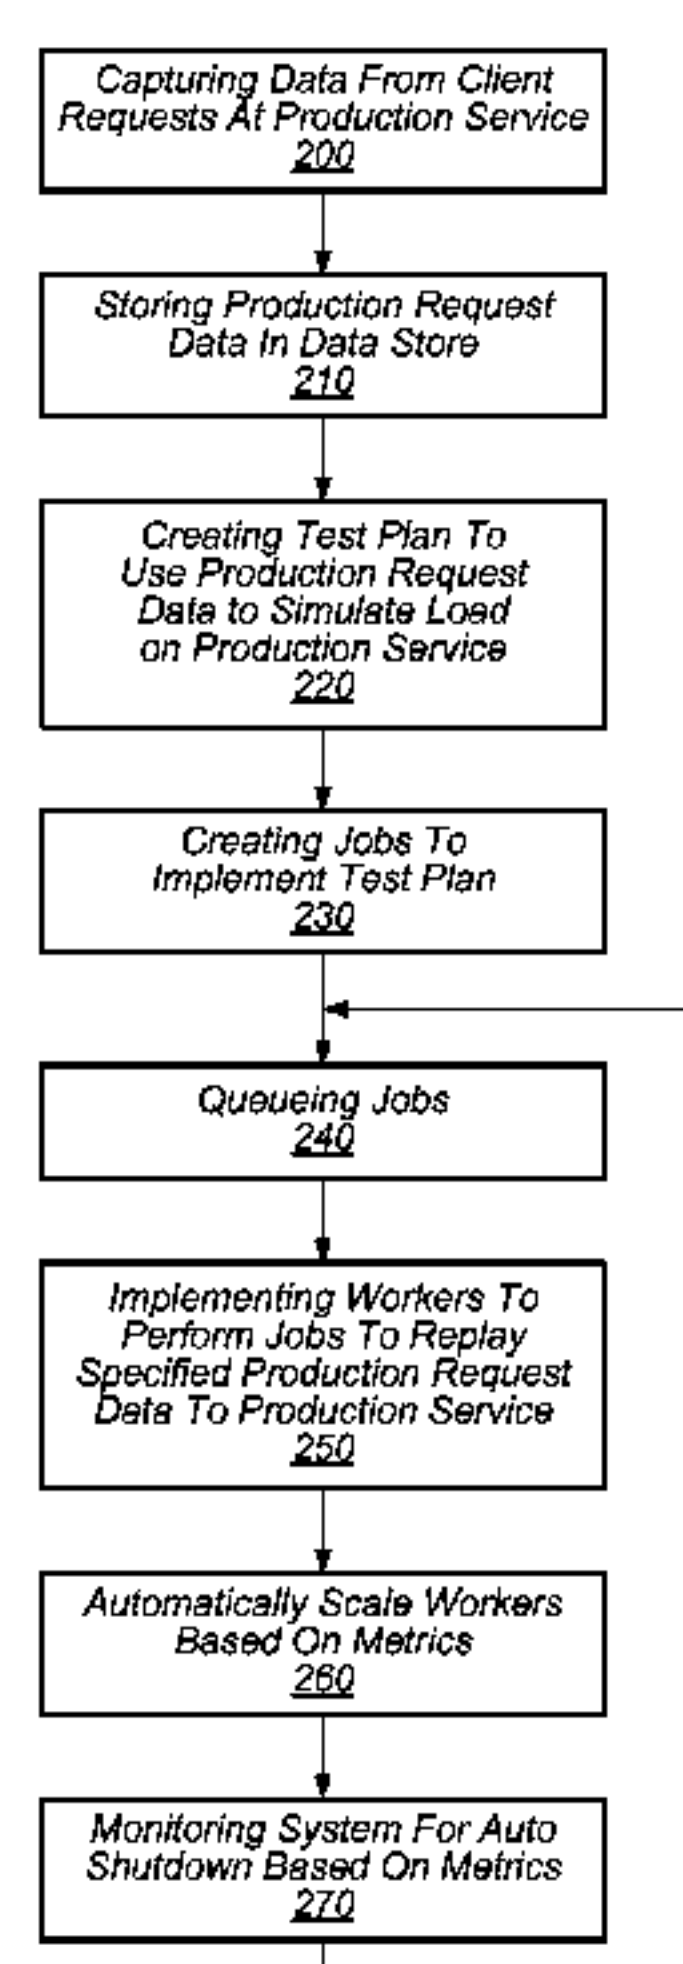 Capturing Data From Client
Requests At Production Service
200
Storing Production Request
Data In Data Store
210
Creating Test Plan To
Use Production Request
Data to Simulate Load
on Production Service
220
Creating Jobs To
Implement Test Plan
230
Queueing Jobs
240
Implementing Workers To
Perform Jobs To Replay
Specified Production Request
Data To Production Service
250
Automatically Scale Workers
Based On Metrics
260
Monitoring System For Auto
Shutdown Based On Metrics
270